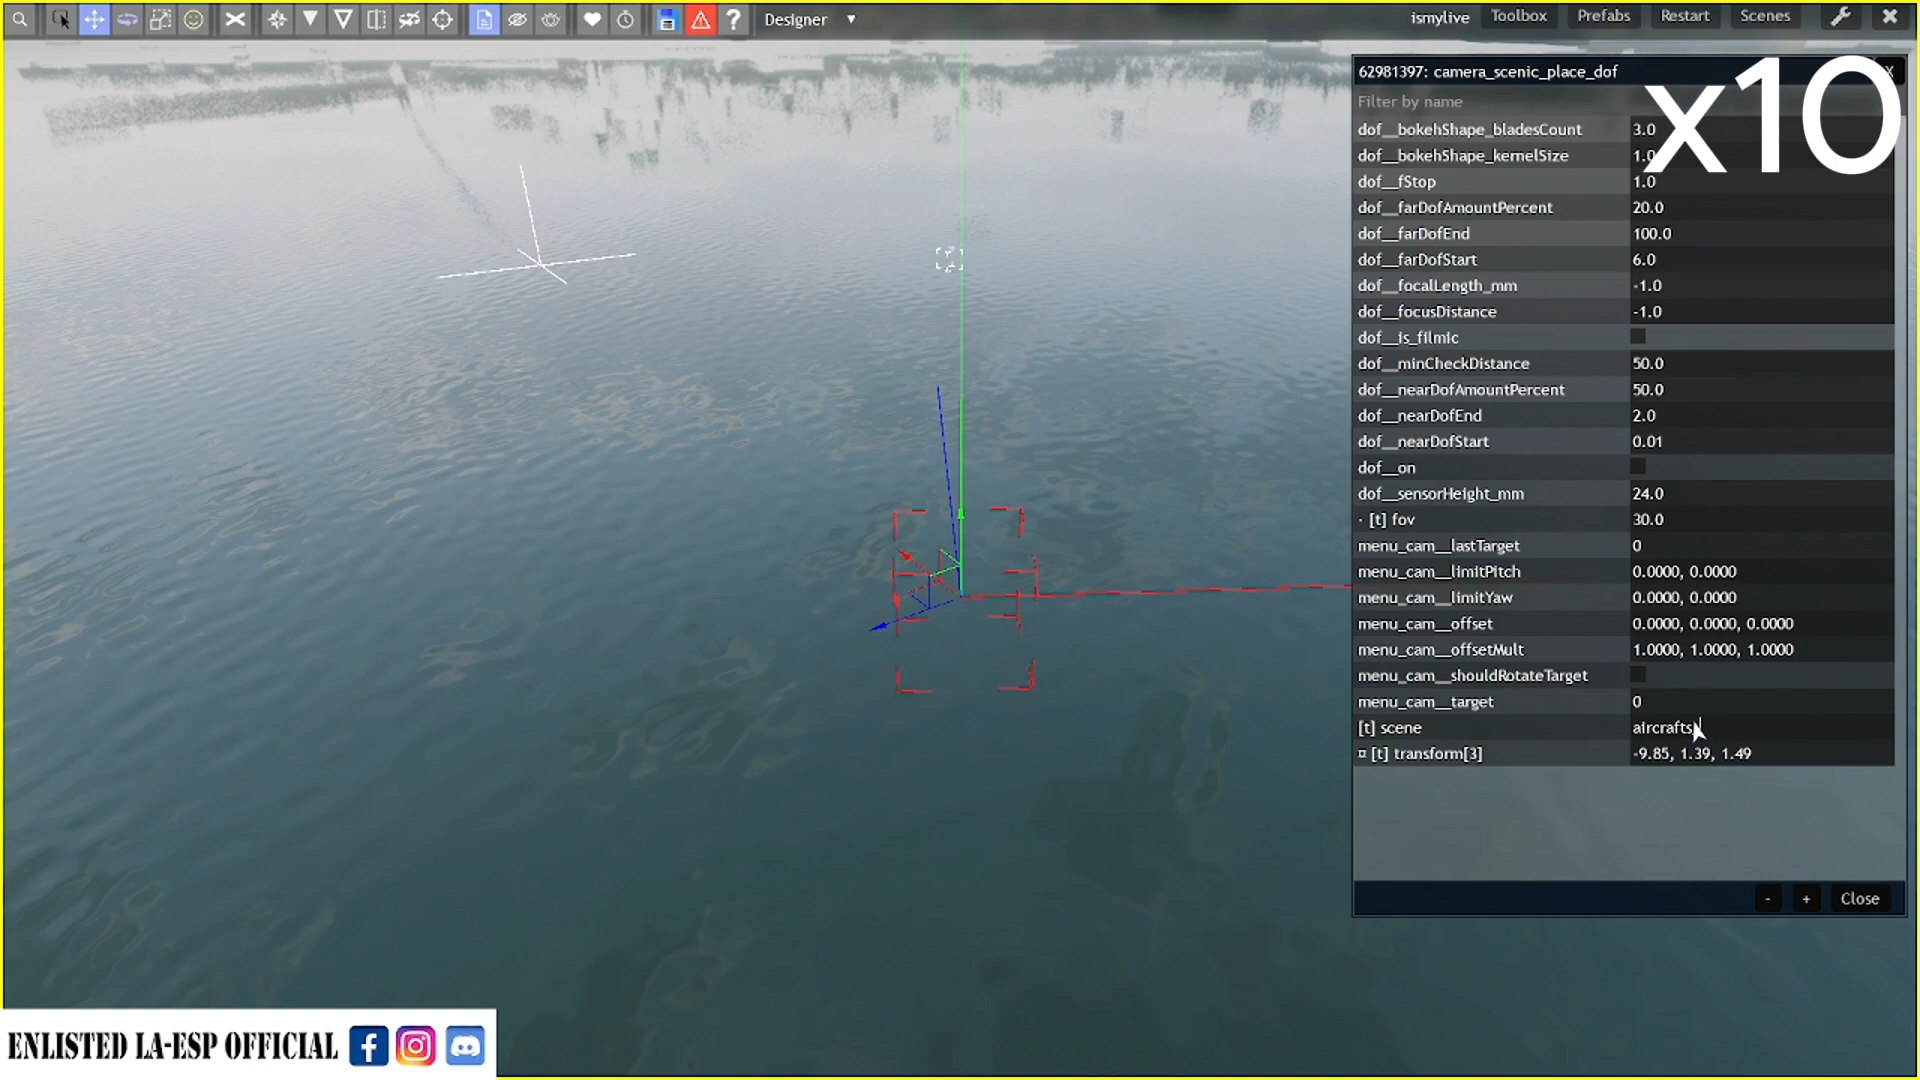 Designer
ismylive
Toolbox
Prefabs
Restart
Scenes
62981397: camera_scenic_place_dof
x10
Filter by name
dof__bokehShape_bladesCount 3.0
dof__bokehShape_kernelSize 1.0
dof__fStop 1.0
dof__farDofAmountPercent 20.0
dof__farDofEnd 100.0
dof__farDofStart 6.0
dof__focalLength_mm -1.0
dof__focusDistance -1.0
dof__is_filmic
dof__minCheckDistance 50.0
dof__nearDofAmountPercent 50.0
dof__nearDofEnd 2.0
dof__nearDofStart 0.01
dof__on
dof__sensorHeight_mm 24.0
· [t] fov 30.0
menu_cam__lastTarget 0
menu_cam__limitPitch 0.0000, 0.0000
menu_cam__limitYaw 0.0000, 0.0000
menu_cam__offset 0.0000, 0.0000, 0.0000
menu_cam__offsetMult 1.0000, 1.0000, 1.0000
menu_cam__shouldRotateTarget
menu_cam__target 0
[t] scene aircrafts
¤ [t] transform[3] -9.85, 1.39, 1.49
- + Close
ENLISTED LA-ESP OFFICIAL